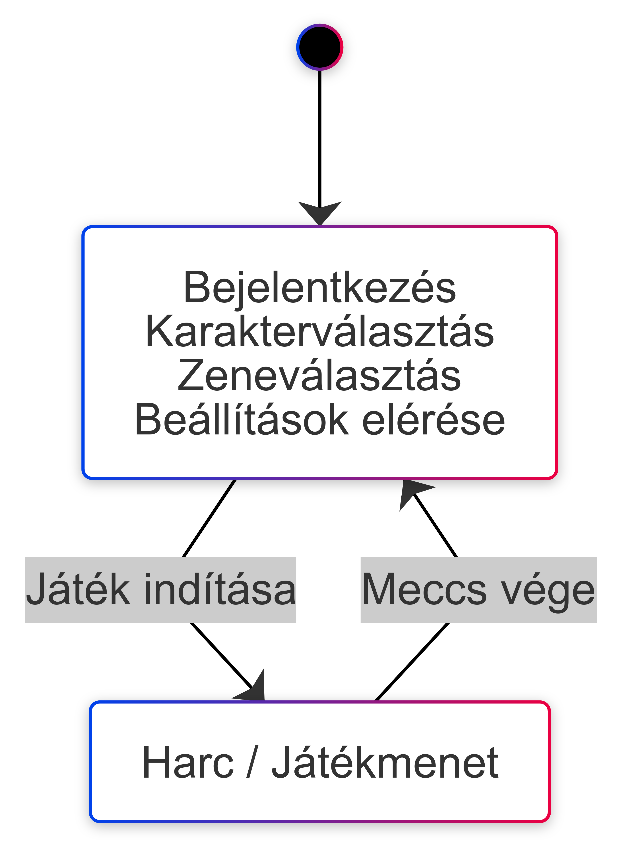 Bejelentkezés
Karakterválasztás
Zeneválasztás
Beállítások elérése
Játék indítása
Meccs vége
Harc / Játékmenet